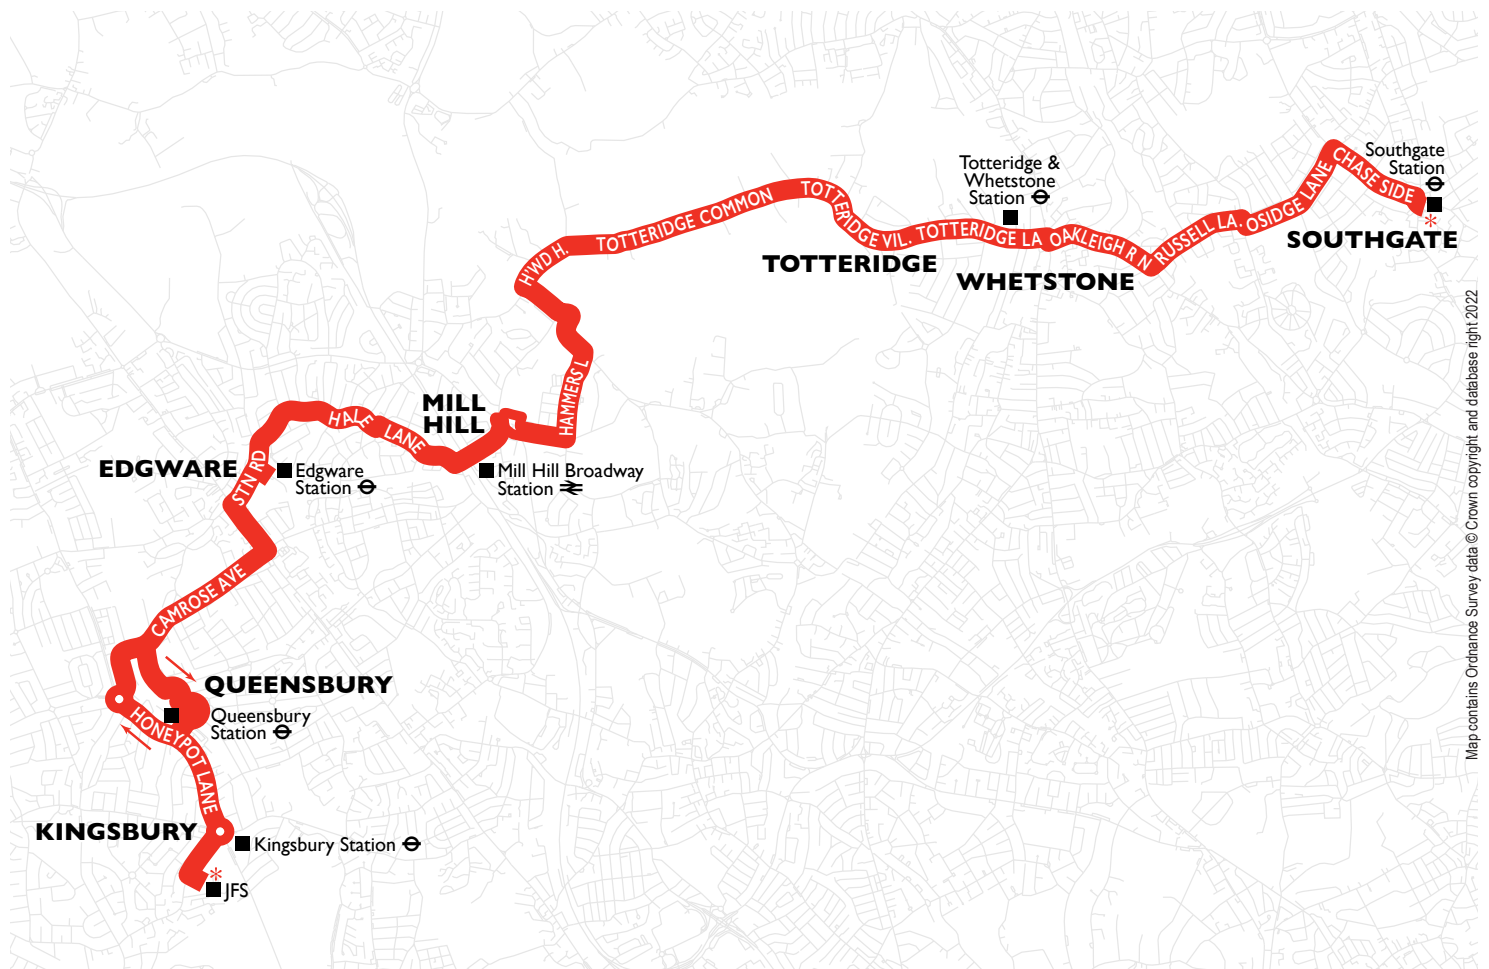 Southgate
Station
CHASE SIDE
SOUTHGATE
OSIDGE LANE
RUSSELL LA.
OAKLEIGH R N
Totteridge &
Whetstone
Station
WHETSTONE
TOTTERIDGE LA
TOTTERIDGE VIL.
TOTTERIDGE
TOTTERIDGE COMMON
H'WD H.
HAMMERS L
MILL
HILL
Mill Hill Broadway
Station
HALE LANE
EDGWARE
STN RD
Edgware
Station
CAMROSE AVE
QUEENSBURY
Queensbury
Station
HONEYPOT LANE
KINGSBURY
Kingsbury Station
*
JFS
*
Map contains Ordnance Survey data © Crown copyright and database right 2022